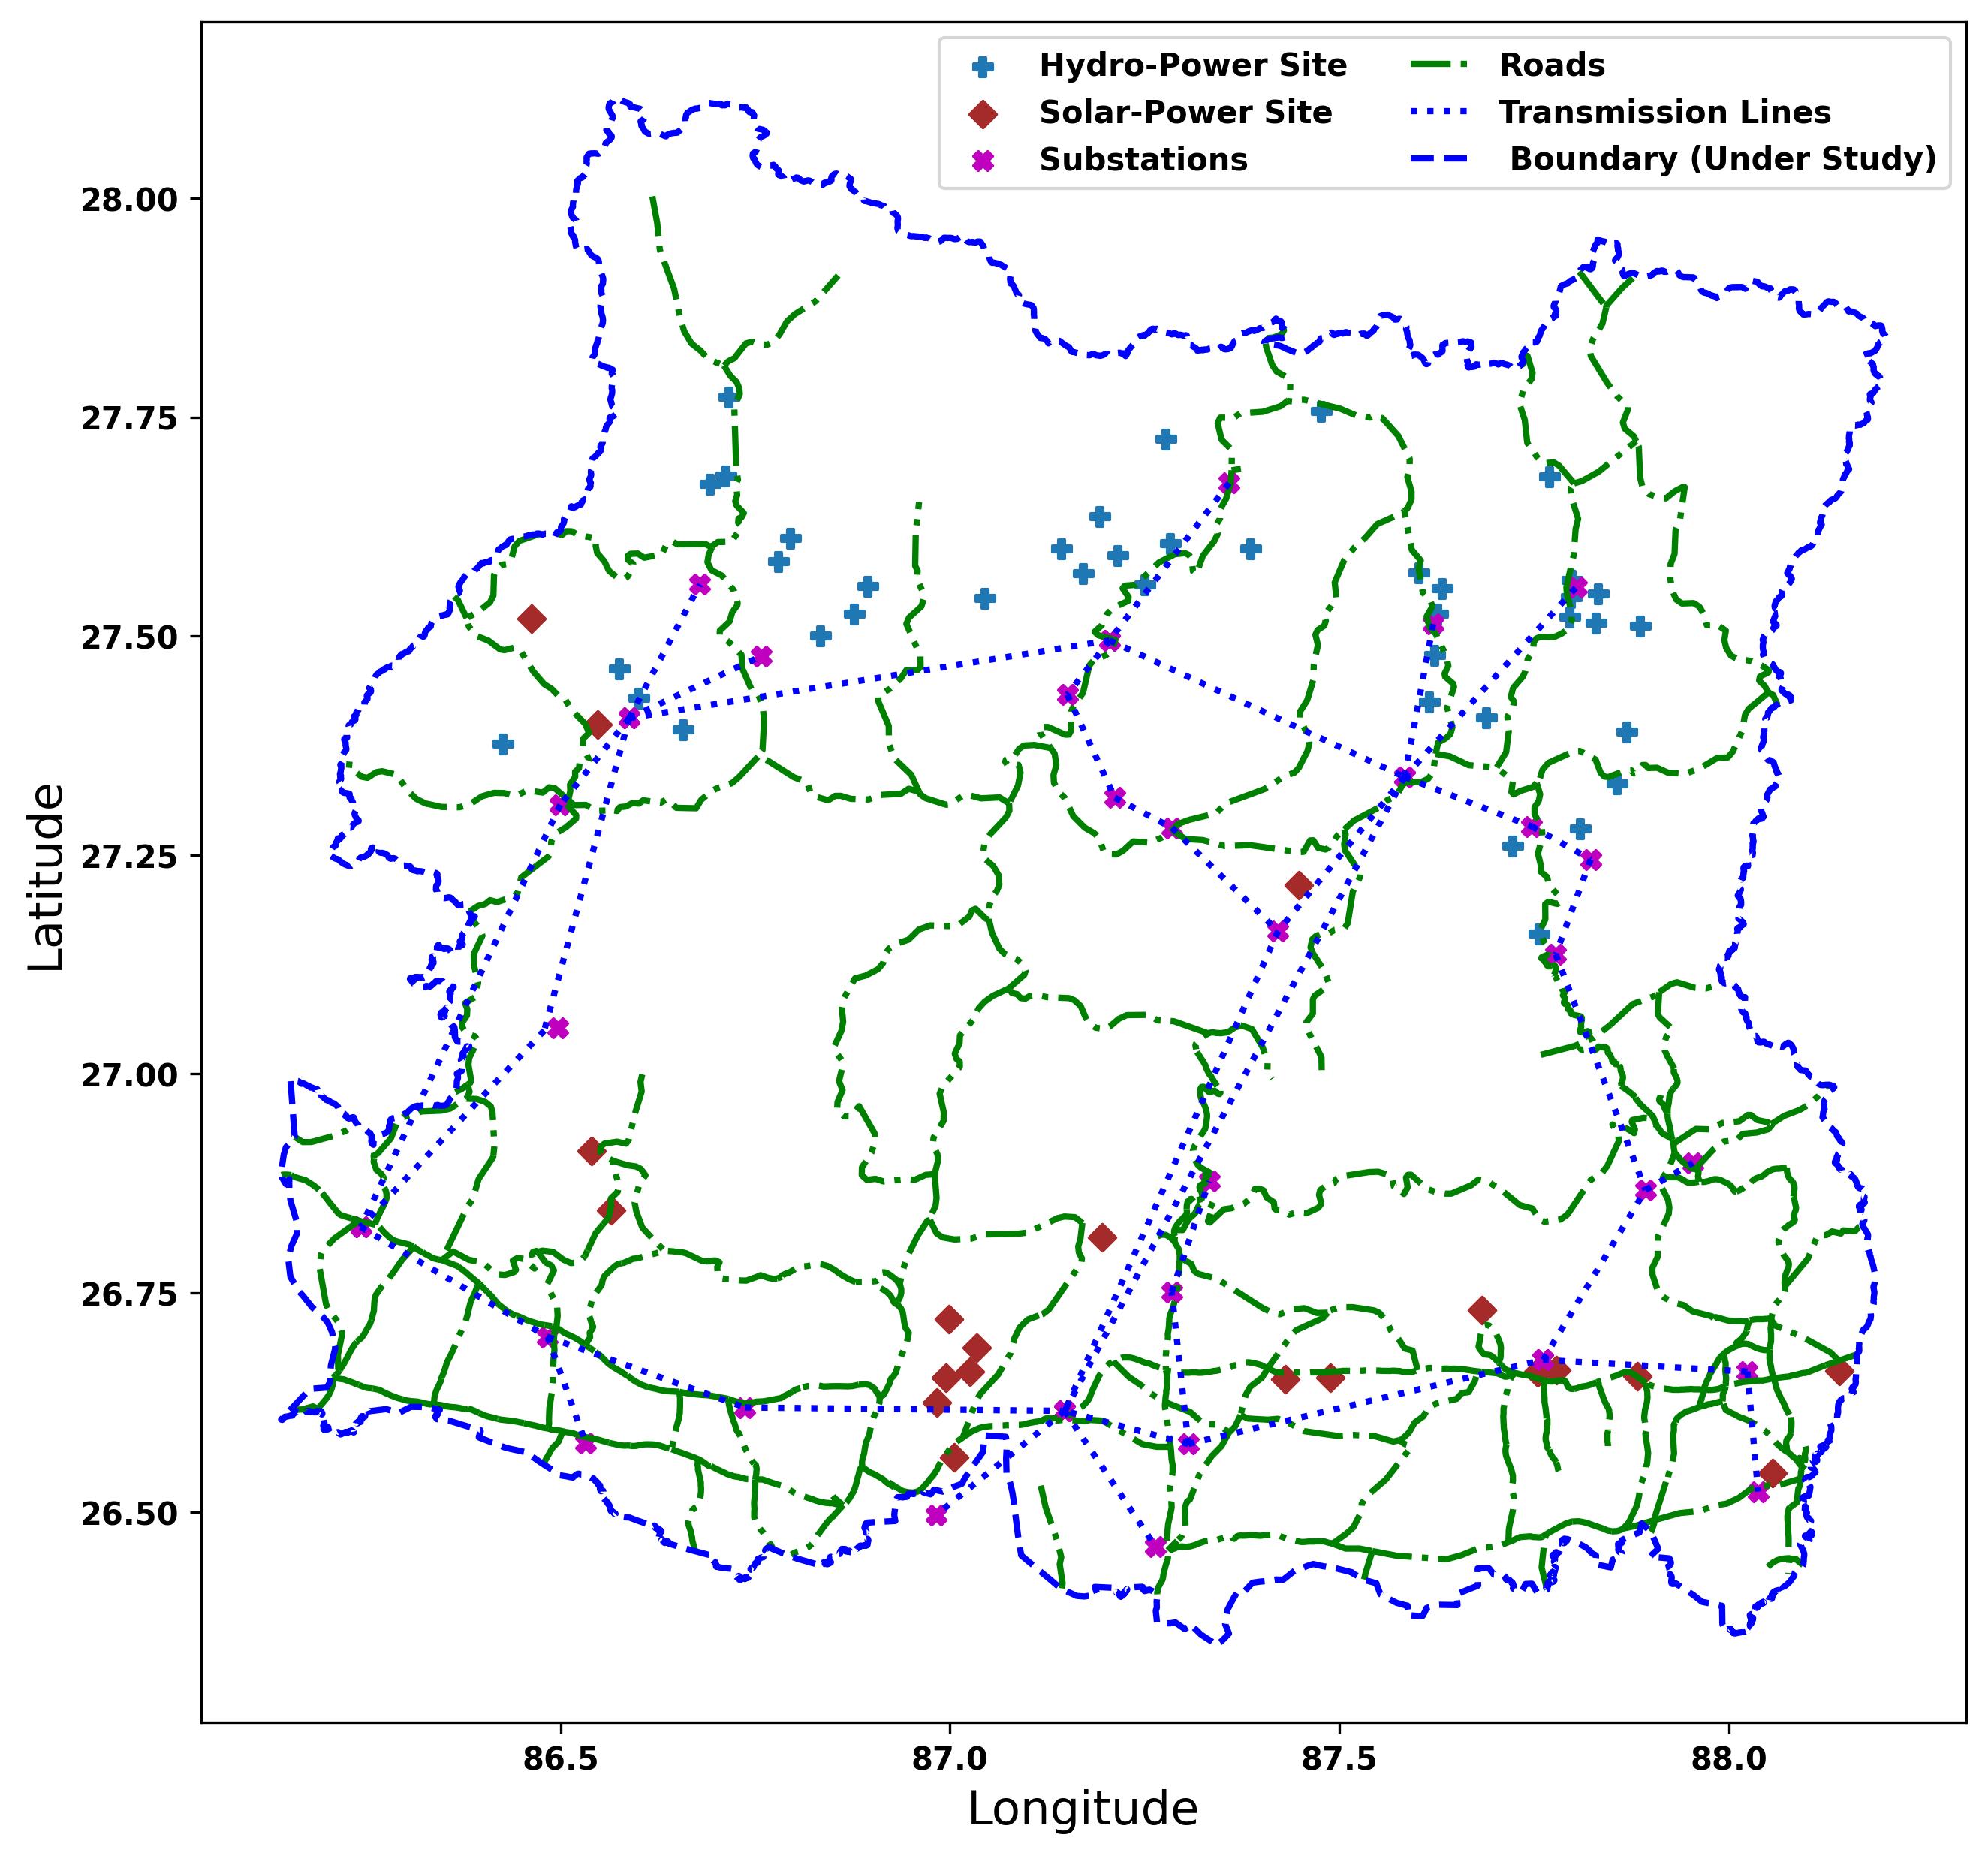 Hydro-Power Site
Solar-Power Site
Substations
Roads
Transmission Lines
Boundary (Under Study)
Latitude
28.00
27.75
27.50
27.25
27.00
26.75
26.50
86.5
87.0
87.5
88.0
Longitude